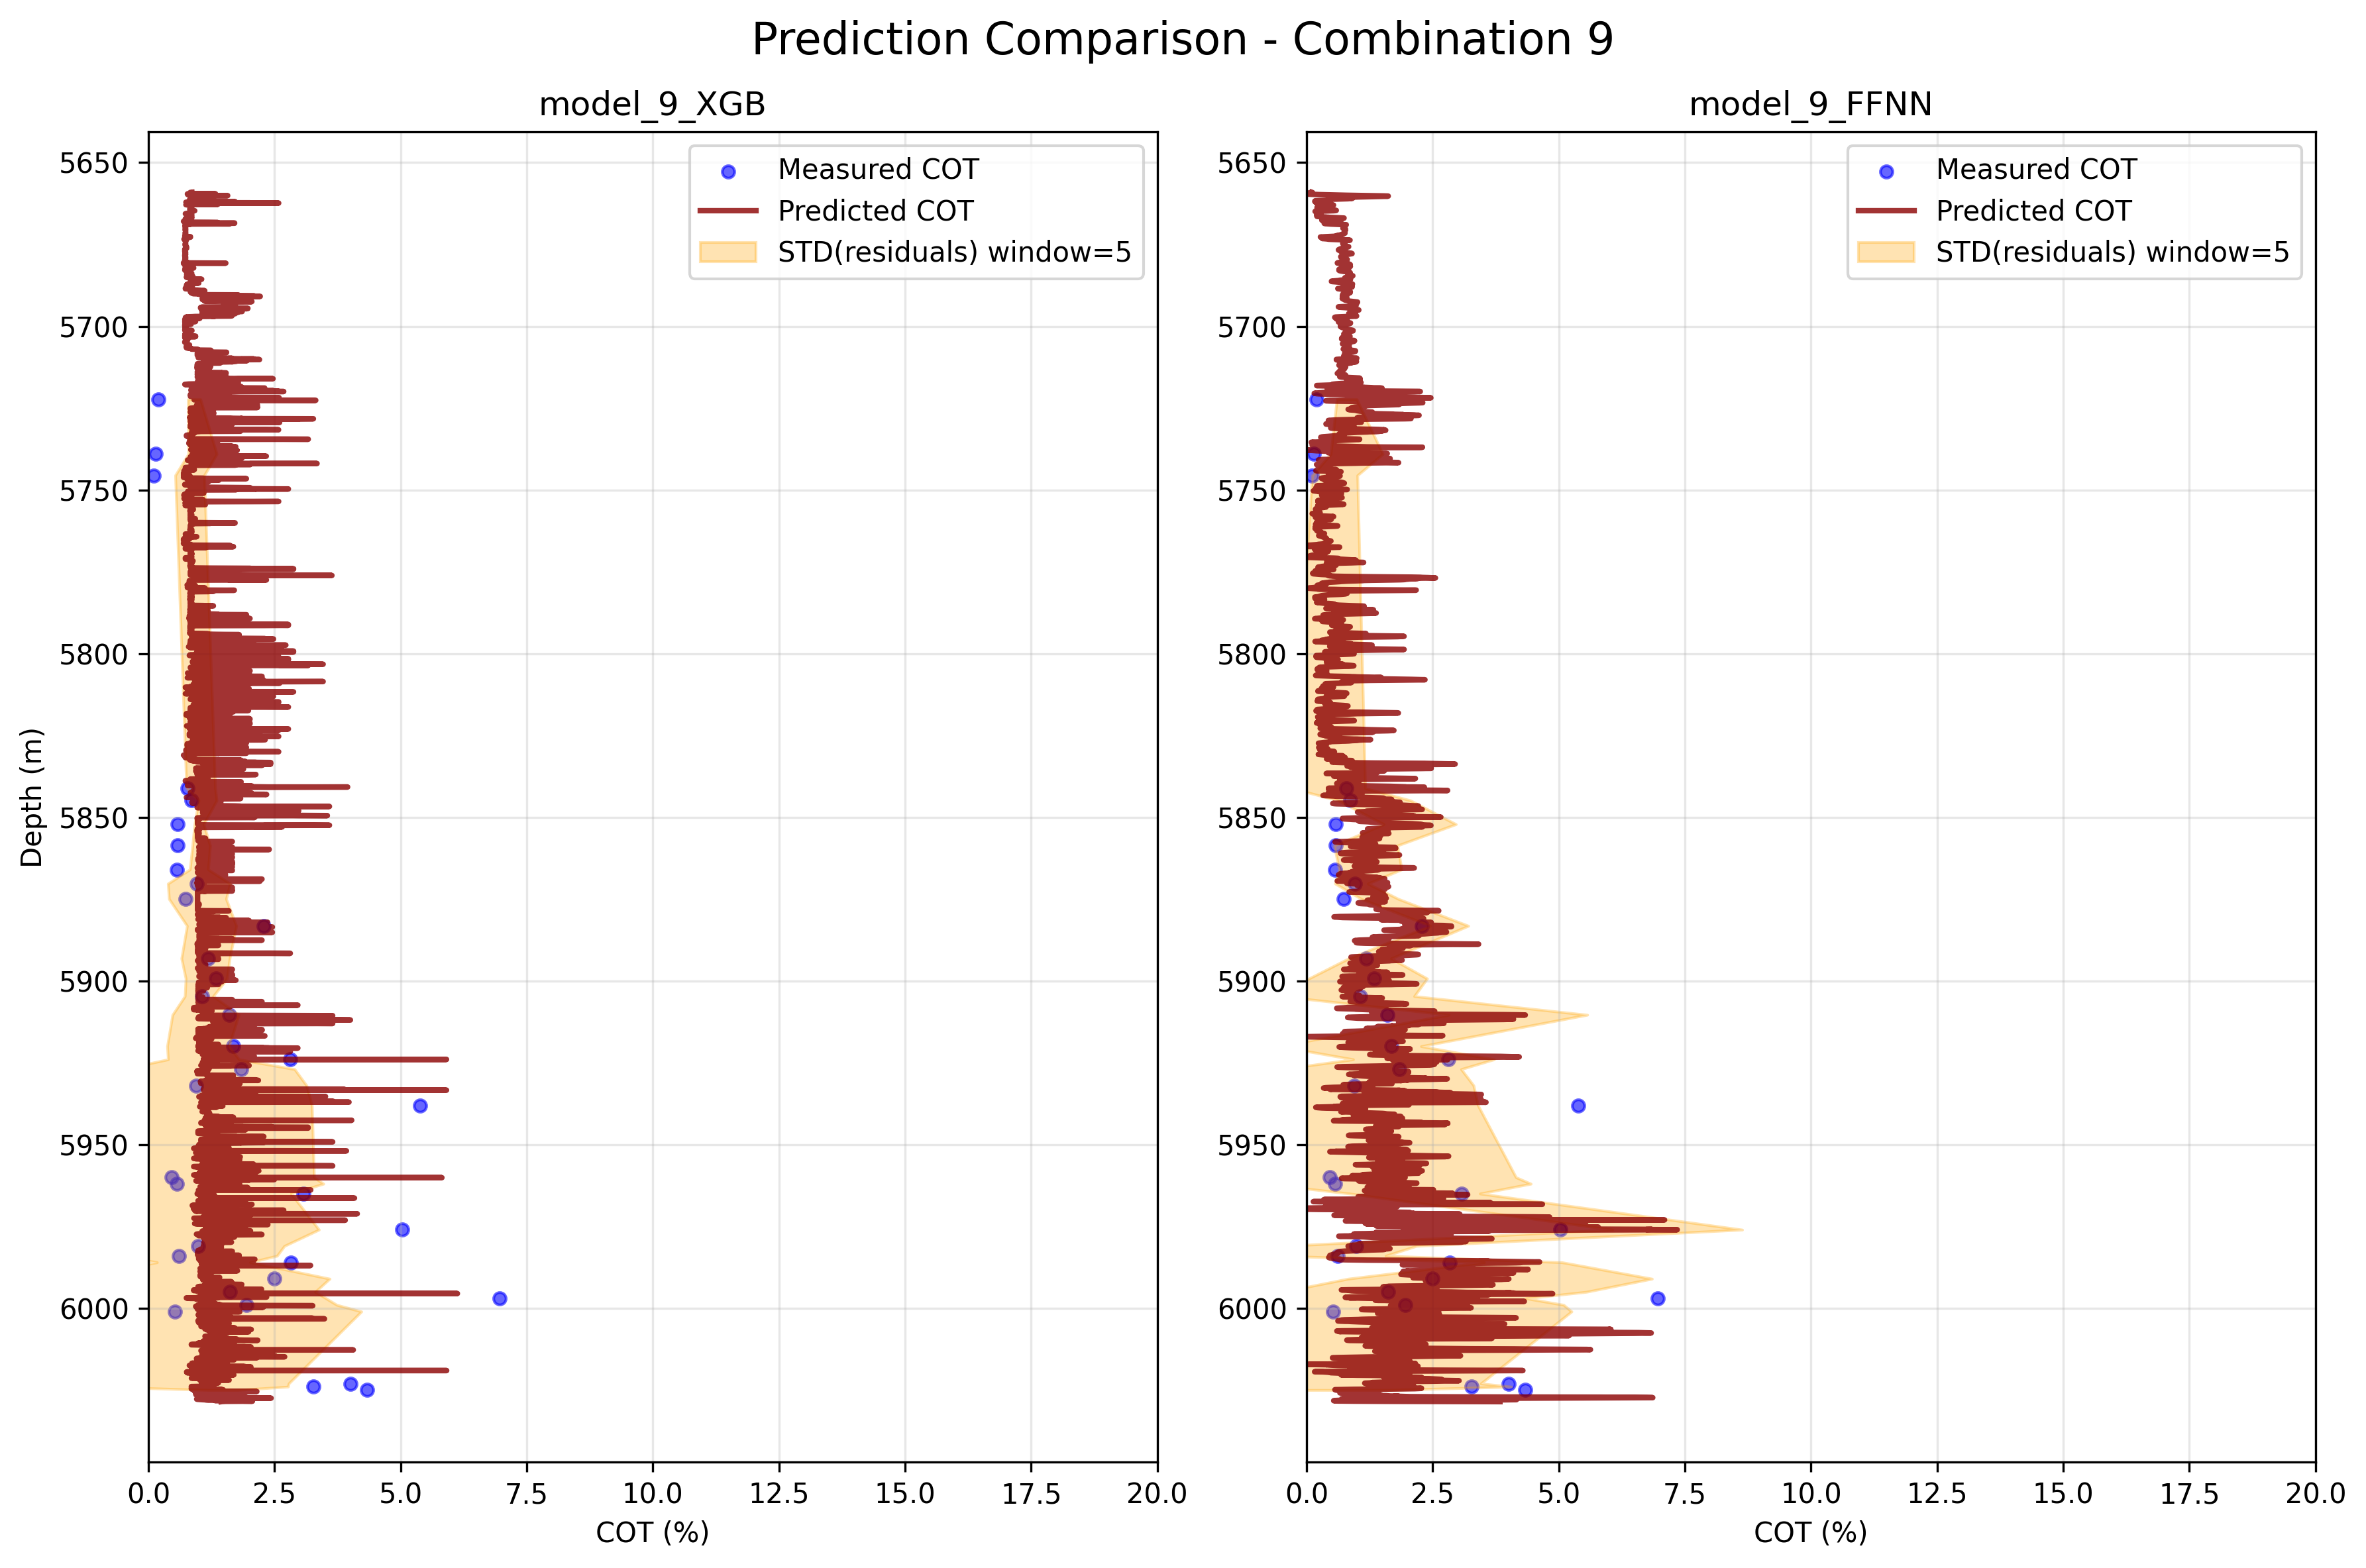 Prediction Comparison - Combination 9
model_9_XGB
Measured COT
Predicted COT
STD(residuals) window=5
5650
5700
5750
5800
5850
5900
5950
6000
Depth (m)
0.0 2.5 5.0 7.5 10.0 12.5 15.0 17.5 20.0
COT (%)
model_9_FFNN
Measured COT
Predicted COT
STD(residuals) window=5
5650
5700
5750
5800
5850
5900
5950
6000
0.0 2.5 5.0 7.5 10.0 12.5 15.0 17.5 20.0
COT (%)